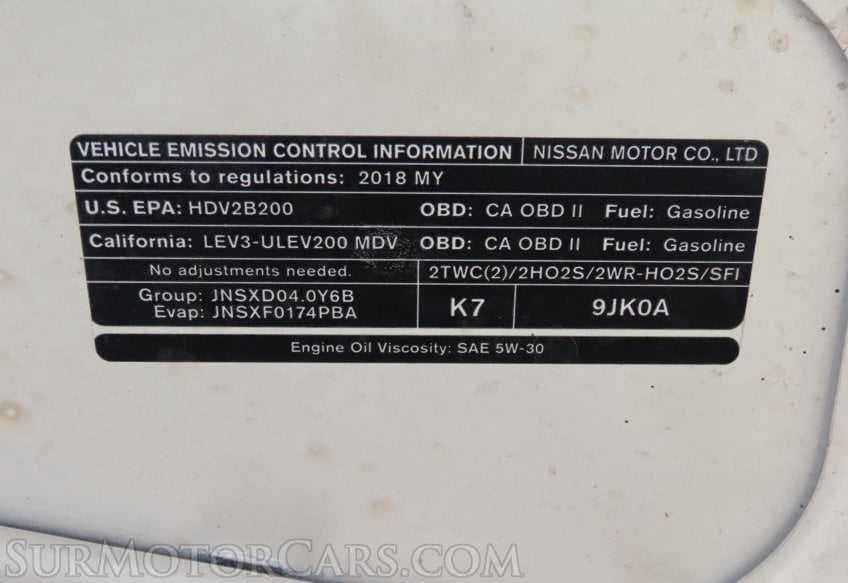 VEHICLE EMISSION CONTROL INFORMATION NISSAN MOTOR CO., LTD
Conforms to regulations: 2018 MY
U.S. EPA: HDV2B200 OBD: CA OBD II Fuel: Gasoline
California: LEV3-ULEV200 MDV OBD: CA OBD II Fuel: Gasoline
No adjustments needed. 2TWC(2)/2HO2S/2WR-HO2S/SFI
Group: JNSXD04.0Y6B
Evap: JNSXF0174PBA
K7 9JK0A
Engine Oil Viscosity: SAE 5W-30
SurMotorCars.com